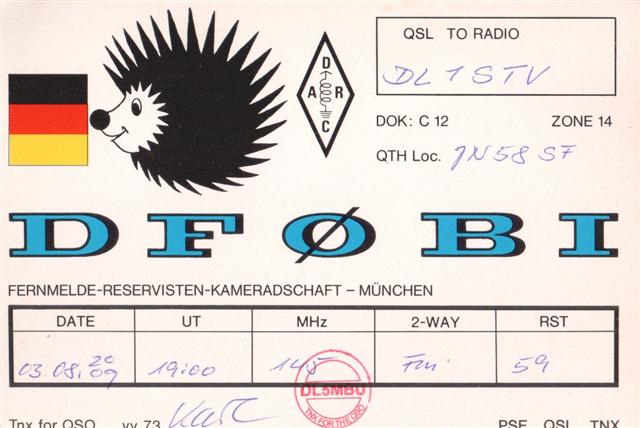 QSL TO RADIO
DL1STV
D
A R
C
DOK: C 12 ZONE 14
QTH Loc. JN58SF
DFØBI
FERNMELDE-RESERVISTEN-KAMERADSCHAFT – MÜNCHEN
DATE UT MHz 2-WAY RST
03.08.2009 19:00 145 Fm 59
DL5MBU
TNX FOR THE QSO
Tnx for QSO vy 73 Karl PSE QSL TNX